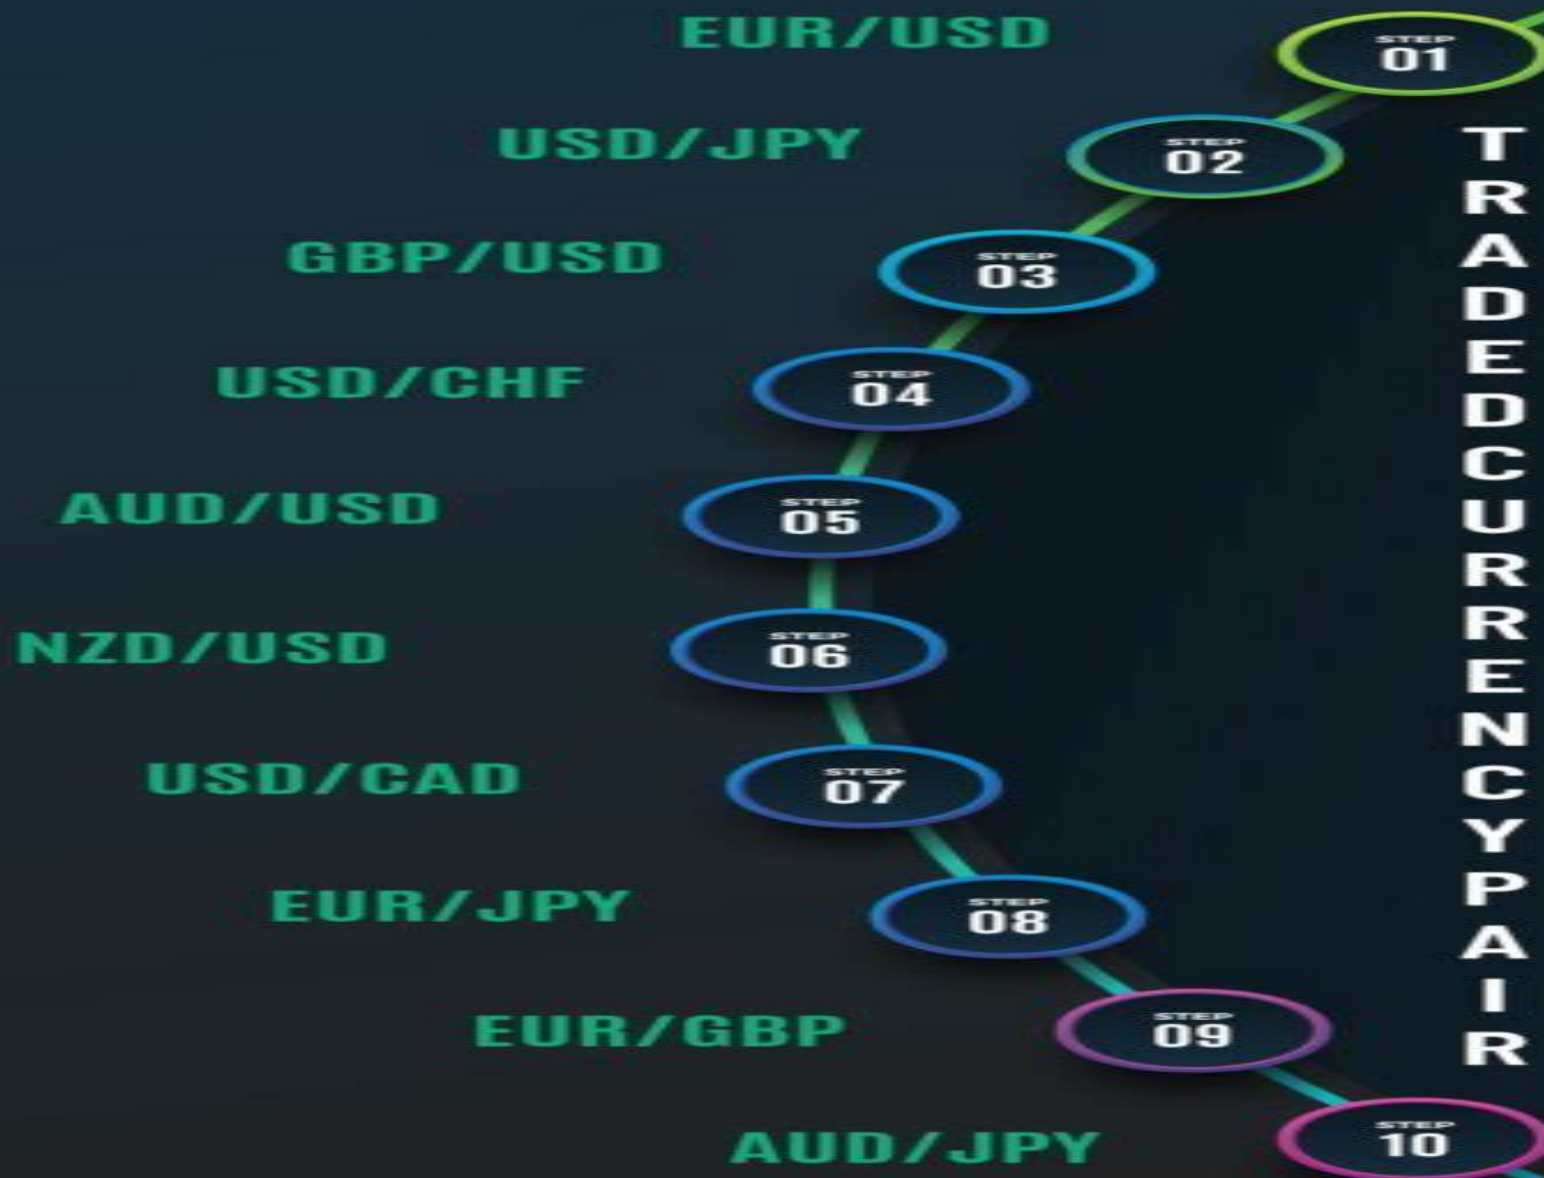 EUR/USD
STEP
01
USD/JPY
STEP
02
GBP/USD
STEP
03
USD/CHF
STEP
04
AUD/USD
STEP
05
NZD/USD
STEP
06
USD/CAD
STEP
07
EUR/JPY
STEP
08
EUR/GBP
STEP
09
AUD/JPY
STEP
10
TRADEDCURRENCYPAIR